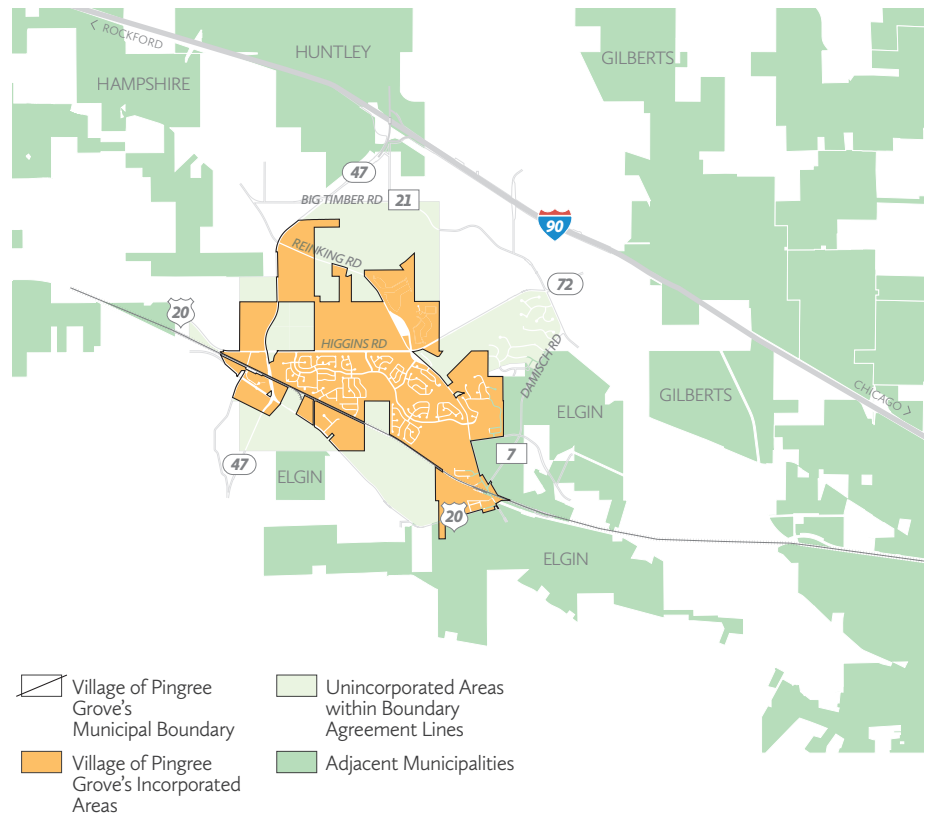 < ROCKFORD
HUNTLEY
GILBERTS
HAMPSHIRE
47
BIG TIMBER RD
21
90
REINKING RD
72
20
HIGGINS RD
DAMISCH RD
GILBERTS
CHICAGO >
ELGIN
7
47
ELGIN
20
ELGIN
Village of Pingree
Grove's
Municipal Boundary
Village of Pingree
Grove's Incorporated
Areas
Unincorporated Areas
within Boundary
Agreement Lines
Adjacent Municipalities